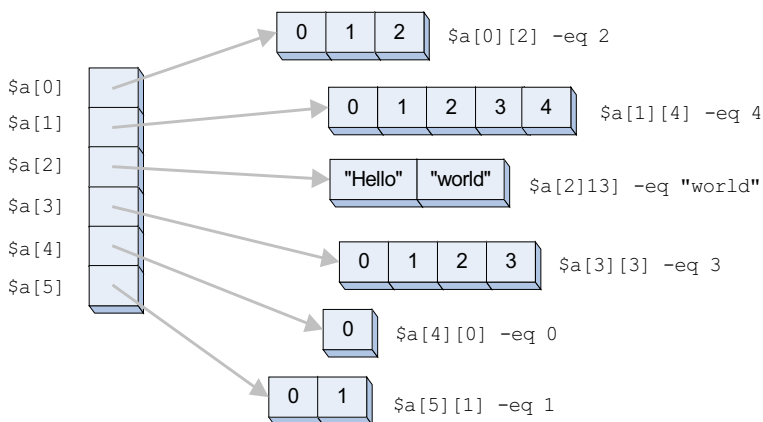 0 1 2 $a[0][2] -eq 2
$a[0]
$a[1]
0 1 2 3 4 $a[1][4] -eq 4
$a[2]
"Hello" "world" $a[2]13] -eq "world"
$a[3]
$a[4]
0 1 2 3 $a[3][3] -eq 3
$a[5]
0 $a[4][0] -eq 0
0 1 $a[5][1] -eq 1